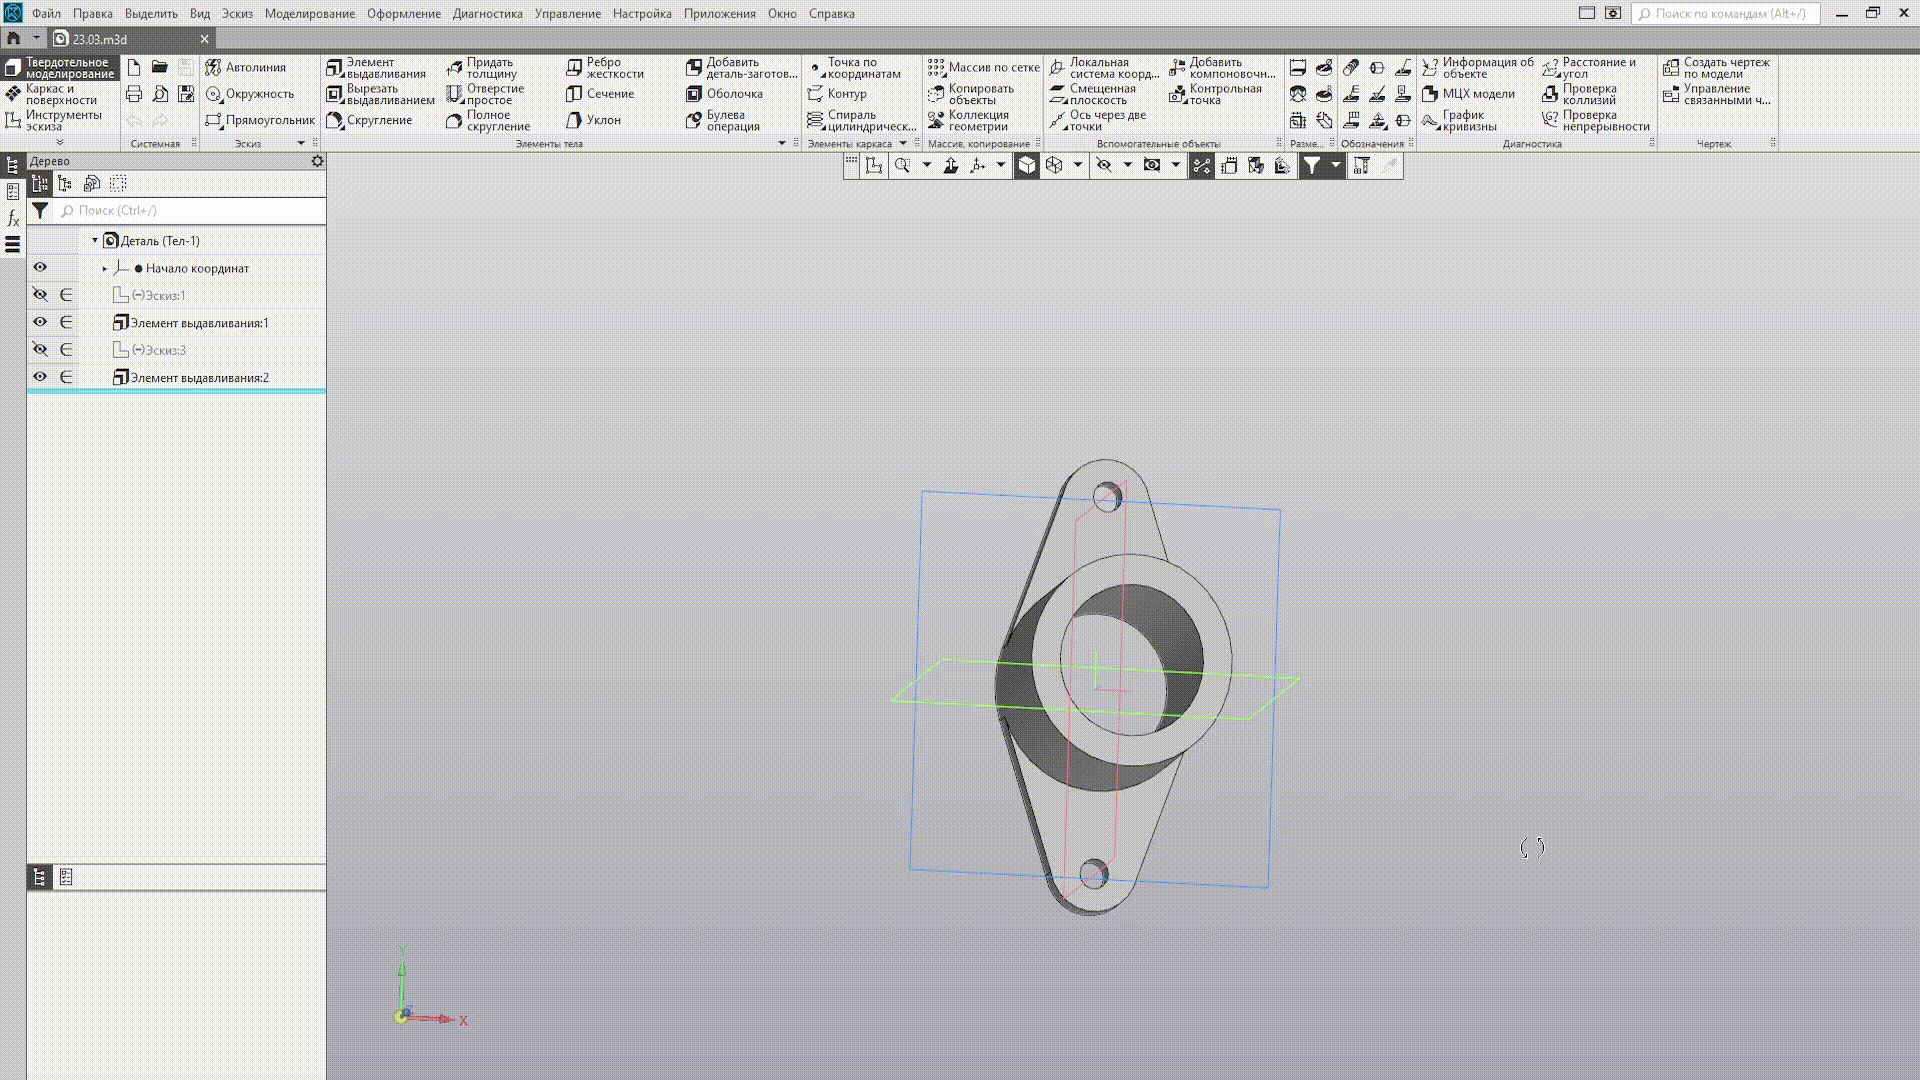 Файл Правка Выделить Вид Эскиз Моделирование Оформление Диагностика Управление Настройка Приложения Окно Справка
Поиск по командам (Alt+/)
23.03.m3d
Твердотельное моделирование
Каркас и поверхности
Инструменты эскиза
Системная
Автолиния
Окружность
Прямоугольник
Эскиз
Элемент выдавливания
Вырезать выдавливанием
Скругление
Придать толщину
Отверстие простое
Полное скругление
Ребро жесткости
Сечение
Уклон
Добавить деталь-заготов...
Оболочка
Булева операция
Элементы тела
Точка по координатам
Контур
Спираль цилиндрическ...
Элементы каркаса
Массив по сетке
Копировать объекты
Коллекция геометрии
Массив, копирование
Локальная система коорд...
Смещенная плоскость
Ось через две точки
Добавить компоновочн...
Контрольная точка
Вспомогательные объекты
Разме...
Обозначения
Информация об объекте
МЦХ модели
График кривизны
Расстояние и угол
Проверка коллизий
Проверка непрерывности
Диагностика
Создать чертеж по модели
Управление связанными ч...
Чертеж
Дерево
Поиск (Ctrl+/)
Деталь (Тел-1)
Начало координат
(-)Эскиз:1
Элемент выдавливания:1
(-)Эскиз:3
Элемент выдавливания:2
Y
Z
X